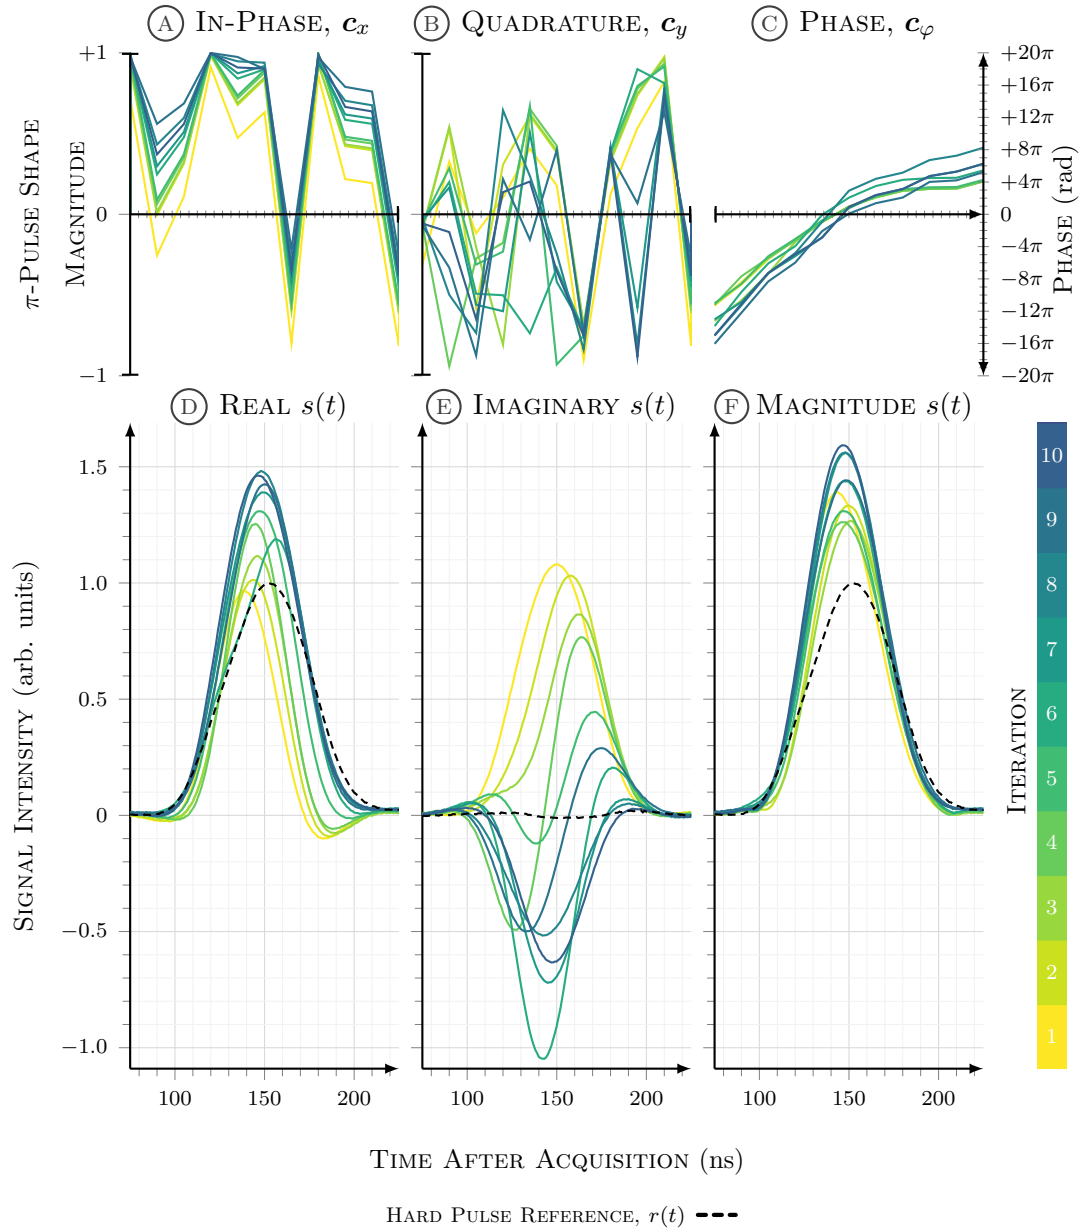 A IN-PHASE, cx B QUADRATURE, cy C PHASE, cφ
π-PULSE SHAPE
MAGNITUDE
+1
0
−1
+20π
+16π
+12π
+8π
+4π
0
−4π
−8π
−12π
−16π
−20π
PHASE (rad)
D REAL s(t) E IMAGINARY s(t) F MAGNITUDE s(t)
SIGNAL INTENSITY (arb. units)
1.5
1.0
0.5
0
−0.5
−1.0
100 150 200 100 150 200 100 150 200
ITERATION
10
9
8
7
6
5
4
3
2
1
TIME AFTER ACQUISITION (ns)
HARD PULSE REFERENCE, r(t)